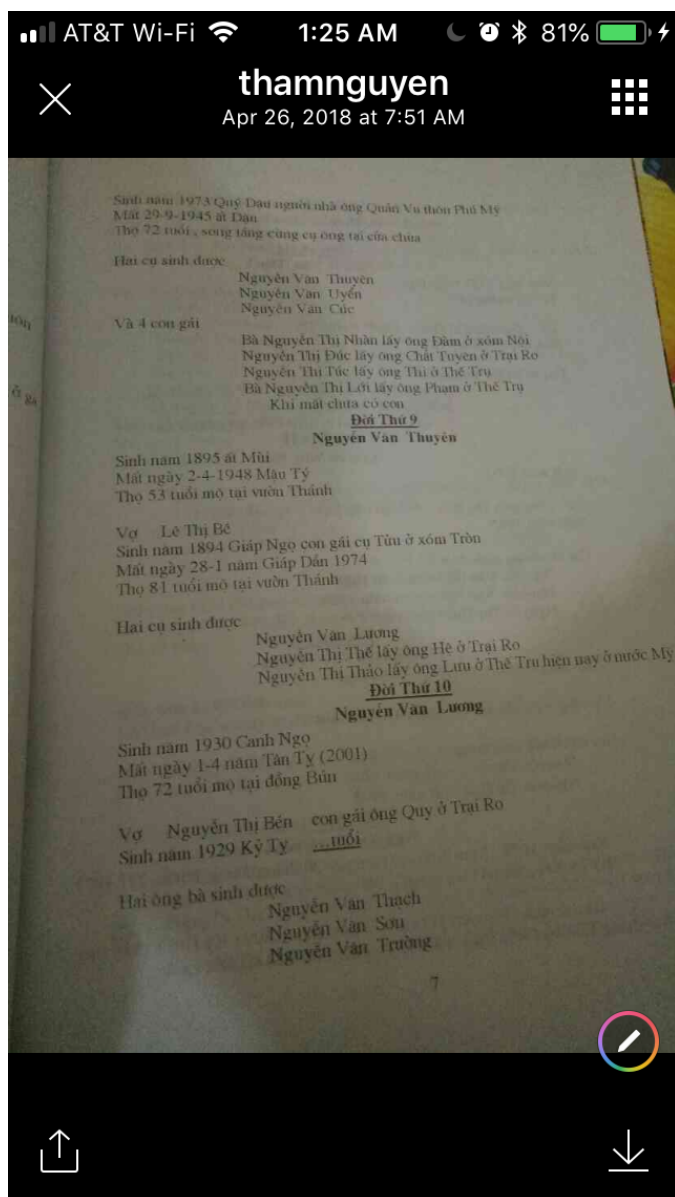 AT&T Wi-Fi 1:25 AM 81%
thamnguyen
Apr 26, 2018 at 7:51 AM
Sinh năm 1973 Quý Dậu người nhà ông Quản Vu thôn Phú Mỹ
Mất 29-9-1945 ất Dậu
Thọ 72 tuổi, song táng cùng cụ ông tại cửa chùa
Hai cụ sinh được
Nguyễn Văn Thuyên
Nguyễn Văn Uyển
Nguyễn Văn Cúc
Và 4 con gái
Bà Nguyễn Thị Nhàn lấy ông Đàm ở xóm Nội
Nguyễn Thị Đúc lấy ông Chất Tuyen ở Trại Ro
Nguyễn Thị Túc lấy ông Thi ở Thế Trụ
Bà Nguyễn Thị Lới lấy ông Phạm ở Thế Trụ
Khi mất chưa có con
Đời Thứ 9
Nguyễn Văn Thuyên
Sinh năm 1895 ất Mùi
Mất ngày 2-4-1948 Mậu Tý
Thọ 53 tuổi mộ tại vườn Thánh
Vợ Lê Thị Bê
Sinh năm 1894 Giáp Ngọ con gái cụ Tửu ở xóm Tròn
Mất ngày 28-1 năm Giáp Dần 1974
Thọ 81 tuổi mộ tại vườn Thánh
Hai cụ sinh được
Nguyễn Văn Lương
Nguyễn Thị Thế lấy ông Hê ở Trại Ro
Nguyễn Thị Thảo lấy ông Lưu ở Thế Trụ hiện nay ở nước Mỹ
Đời Thứ 10
Nguyễn Văn Lương
Sinh năm 1930 Canh Ngọ
Mất ngày 1-4 năm Tân Tỵ (2001)
Thọ 72 tuổi mộ tại đồng Bún
Vợ Nguyễn Thị Bén con gái ông Quy ở Trại Ro
Sinh năm 1929 Kỷ Tỵ ...tuổi
Hai ông bà sinh được
Nguyễn Văn Thạch
Nguyễn Văn Sơn
Nguyễn Văn Trường
7